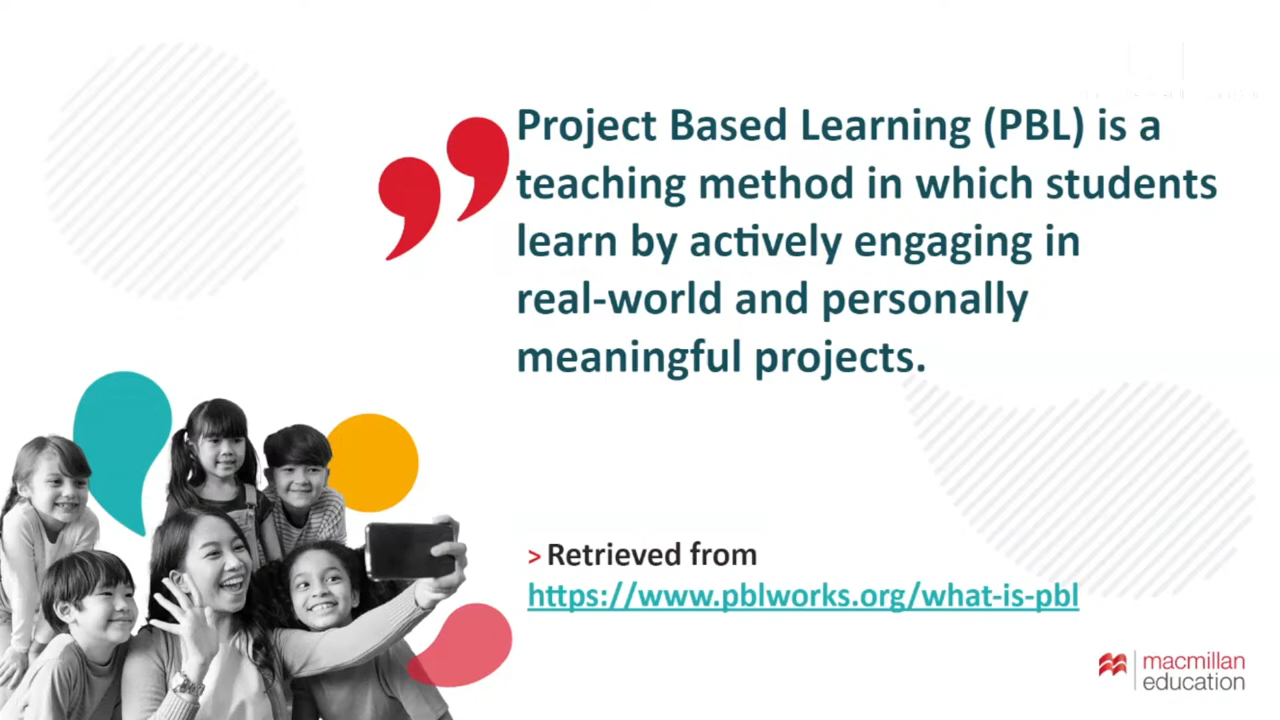 Project Based Learning (PBL) is a
teaching method in which students
learn by actively engaging in
real-world and personally
meaningful projects.
> Retrieved from
https://www.pblworks.org/what-is-pbl
macmillan
education